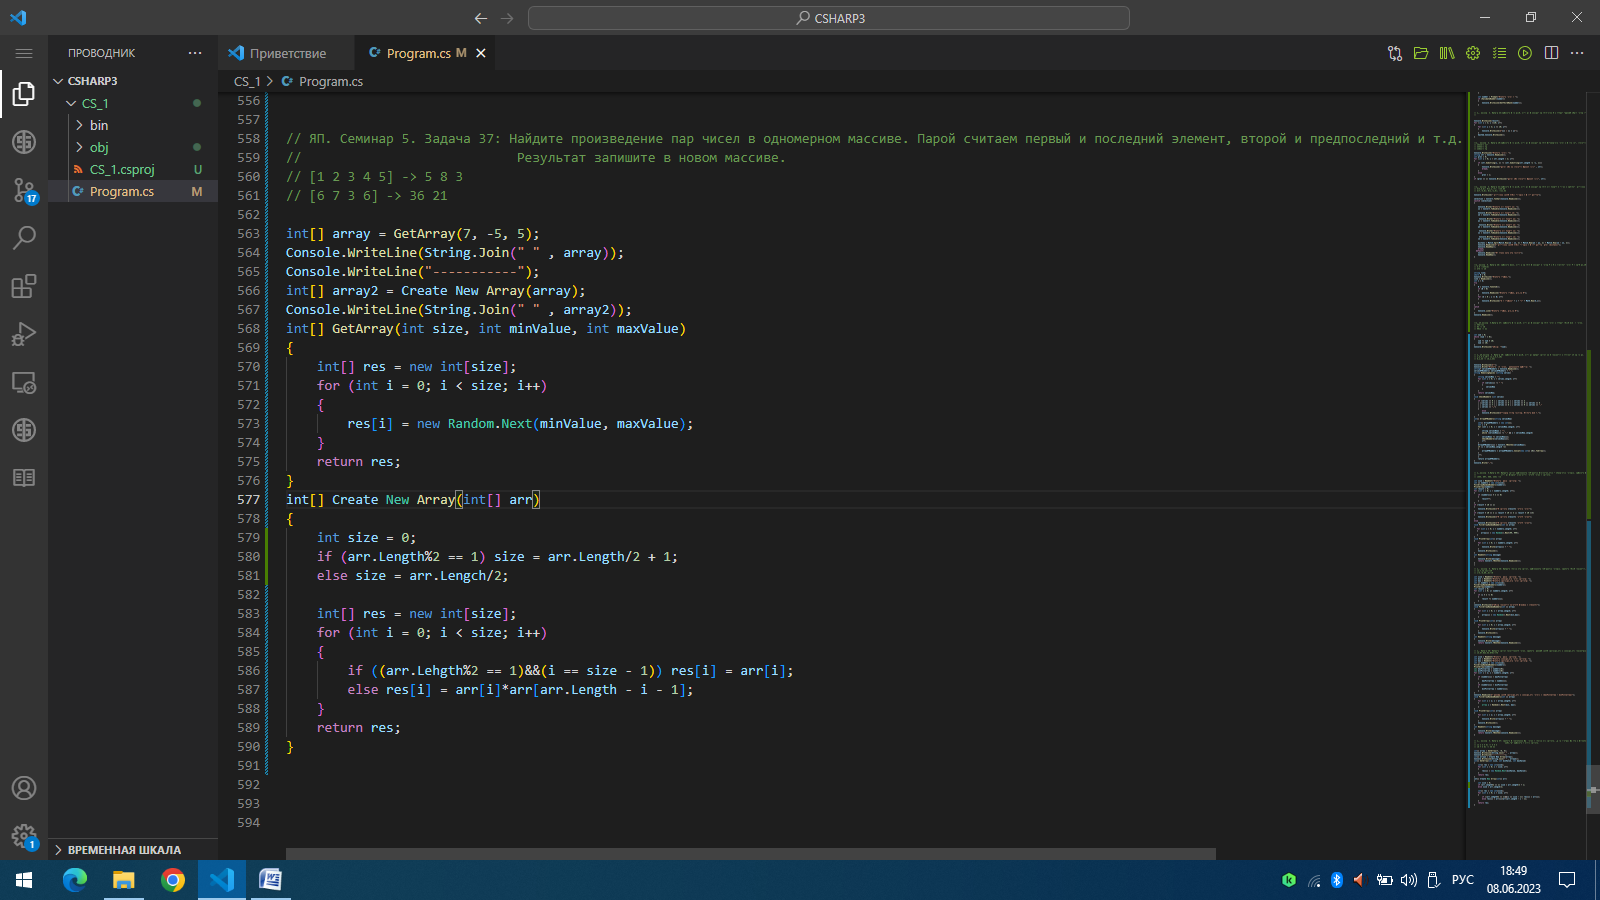 CSHARP3
ПРОВОДНИК
CSHARP3
CS_1
bin
obj
CS_1.csproj U
Program.cs M
ВРЕМЕННАЯ ШКАЛА
17
1
Приветствие
Program.cs M
CS_1 > Program.cs
556
557
558 // ЯП. Семинар 5. Задача 37: Найдите произведение пар чисел в одномерном массиве. Парой считаем первый и последний элемент, второй и предпоследний и т.д.
559 // Результат запишите в новом массиве.
560 // [1 2 3 4 5] -> 5 8 3
561 // [6 7 3 6] -> 36 21
562
563 int[] array = GetArray(7, -5, 5);
564 Console.WriteLine(String.Join(" " , array));
565 Console.WriteLine("-----------");
566 int[] array2 = Create New Array(array);
567 Console.WriteLine(String.Join(" " , array2));
568 int[] GetArray(int size, int minValue, int maxValue)
569 {
570 int[] res = new int[size];
571 for (int i = 0; i < size; i++)
572 {
573 res[i] = new Random.Next(minValue, maxValue);
574 }
575 return res;
576 }
577 int[] Create New Array(int[] arr)
578 {
579 int size = 0;
580 if (arr.Length%2 == 1) size = arr.Length/2 + 1;
581 else size = arr.Lengch/2;
582
583 int[] res = new int[size];
584 for (int i = 0; i < size; i++)
585 {
586 if ((arr.Lehgth%2 == 1)&&(i == size - 1)) res[i] = arr[i];
587 else res[i] = arr[i]*arr[arr.Length - i - 1];
588 }
589 return res;
590 }
591
592
593
594
РУС
18:49
08.06.2023